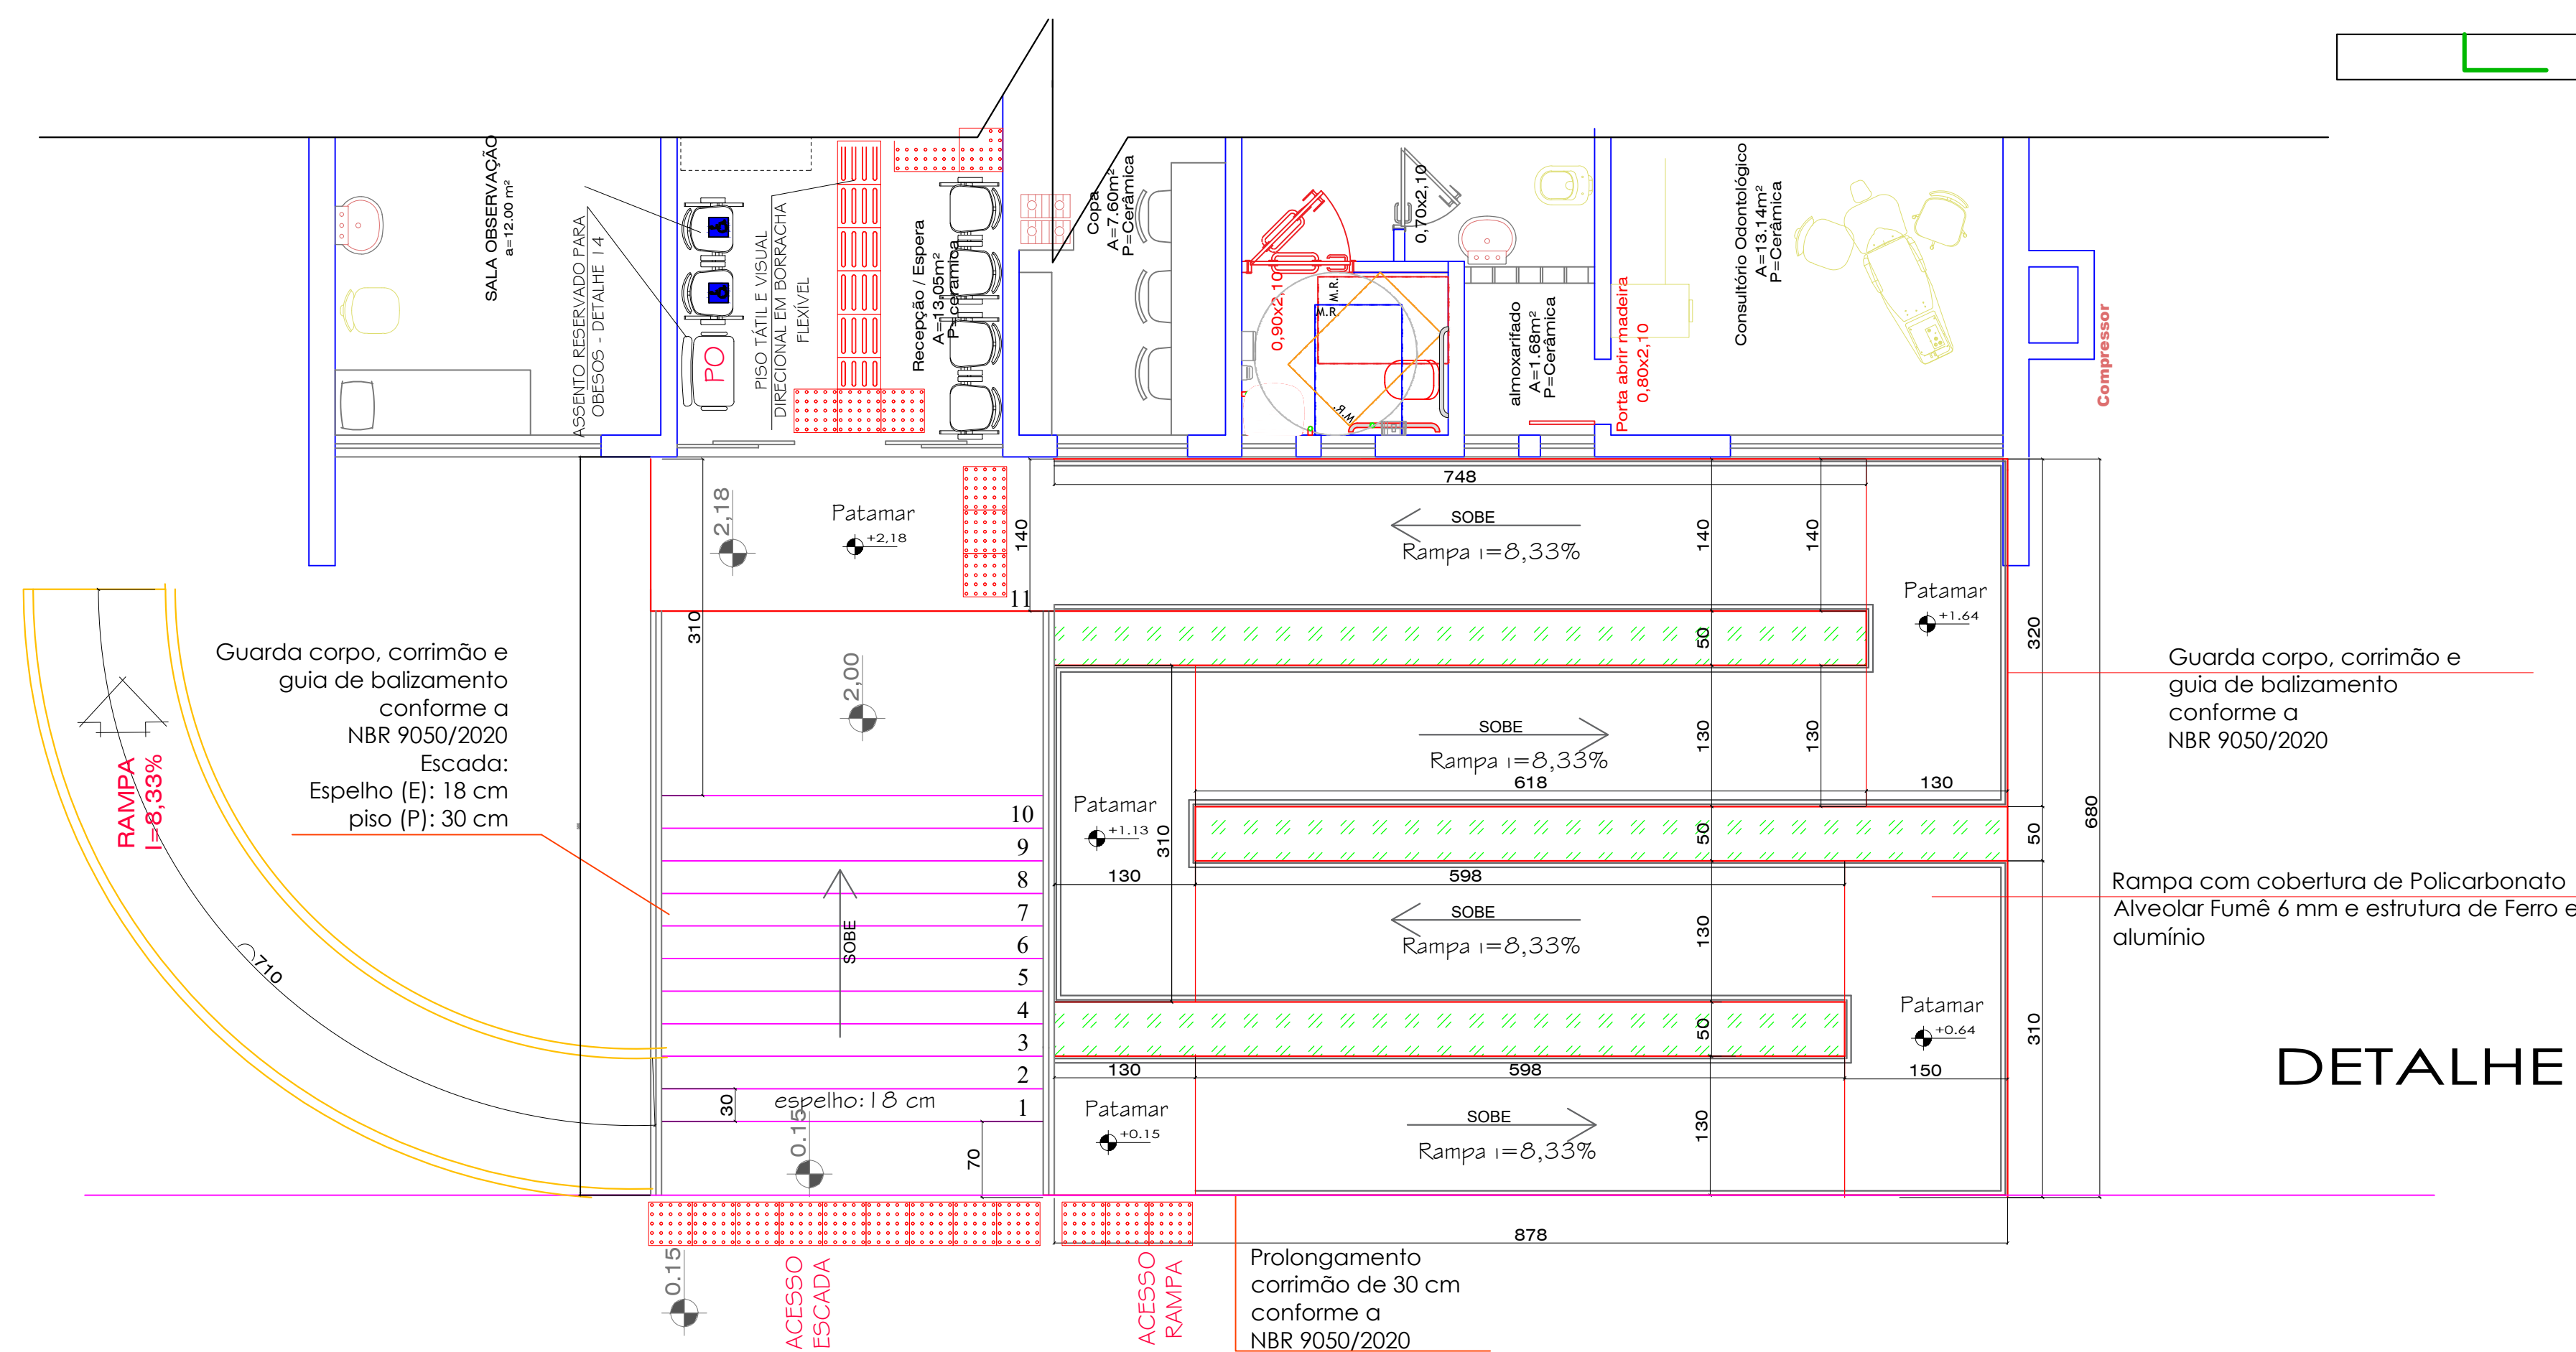 SALA OBSERVAÇÃO
a=12.00 m²
ASSENTO RESERVADO PARA
OBESOS - DETALHE 14
PO
PISO TÁTIL E VISUAL
DIRECIONAL EM BORRACHA
FLEXÍVEL
Recepção / Espera
A=13.05m²
P=ceramica
Copa
A=7.60m²
P=Cerâmica
0,90x2,10
0,70x2,10
M.R.
M.R.
M.R.
almoxarifado
A=1.68m²
P=Cerâmica
Porta abrir madeira
0,80x2,10
Consultório Odontológico
A=13.14m²
P=Cerâmica
Compressor
748
2,18
Patamar
+2,18
140
SOBE
Rampa i=8,33%
140
140
11
Patamar
+1.64
310
50
320
Guarda corpo, corrimão e
guia de balizamento
conforme a
NBR 9050/2020
Escada:
Espelho (E): 18 cm
piso (P): 30 cm
RAMPA
I=8,33%
710
2,00
SOBE
Rampa i=8,33%
130
130
618
130
Guarda corpo, corrimão e
guia de balizamento
conforme a
NBR 9050/2020
Patamar
+1.13
310
50
50
680
10
9
8
7
6
5
4
3
2
1
SOBE
130
598
SOBE
Rampa i=8,33%
130
Rampa com cobertura de Policarbonato
Alveolar Fumê 6 mm e estrutura de Ferro e
alumínio
Patamar
+0.64
50
310
130
598
150
DETALHE
30
espelho:18 cm
0.15
70
Patamar
+0.15
SOBE
Rampa i=8,33%
130
878
0.15
ACESSO
ESCADA
ACESSO
RAMPA
Prolongamento
corrimão de 30 cm
conforme a
NBR 9050/2020